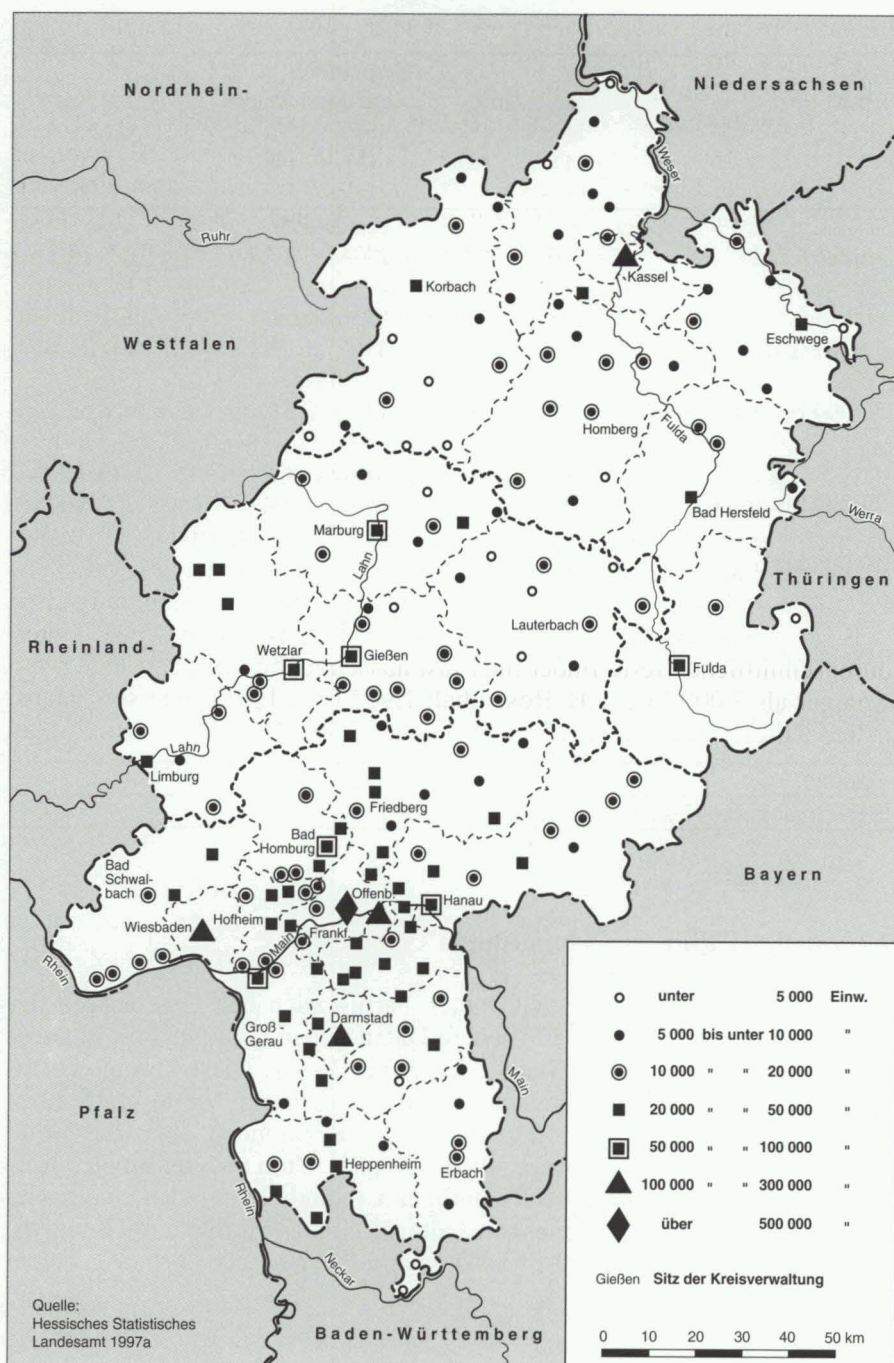 Nordrhein-
Niedersachsen
Weser
Ruhr
Kassel
Korbach
Westfalen
Eschwege
Homberg
Fulda
Bad Hersfeld
Werra
Marburg
Lahn
Thüringen
Rheinland-
Lauterbach
Wetzlar
Gießen
Fulda
Lahn
Limburg
Friedberg
Bad
Homburg
Bad
Schwal-
bach
Bayern
Offenb.
Hanau
Hofheim
Wiesbaden
Frankf.
Main
Rhein
Groß-
Gerau
Darmstadt
Main
Pfalz
Heppenheim
Erbach
Rhein
Neckar
Baden-Württemberg
Quelle:
Hessisches Statistisches
Landesamt 1997a
unter 5 000 Einw.
5 000 bis unter 10 000 "
10 000 " " 20 000 "
20 000 " " 50 000 "
50 000 " " 100 000 "
100 000 " " 300 000 "
über 500 000 "
Gießen Sitz der Kreisverwaltung
0 10 20 30 40 50 km